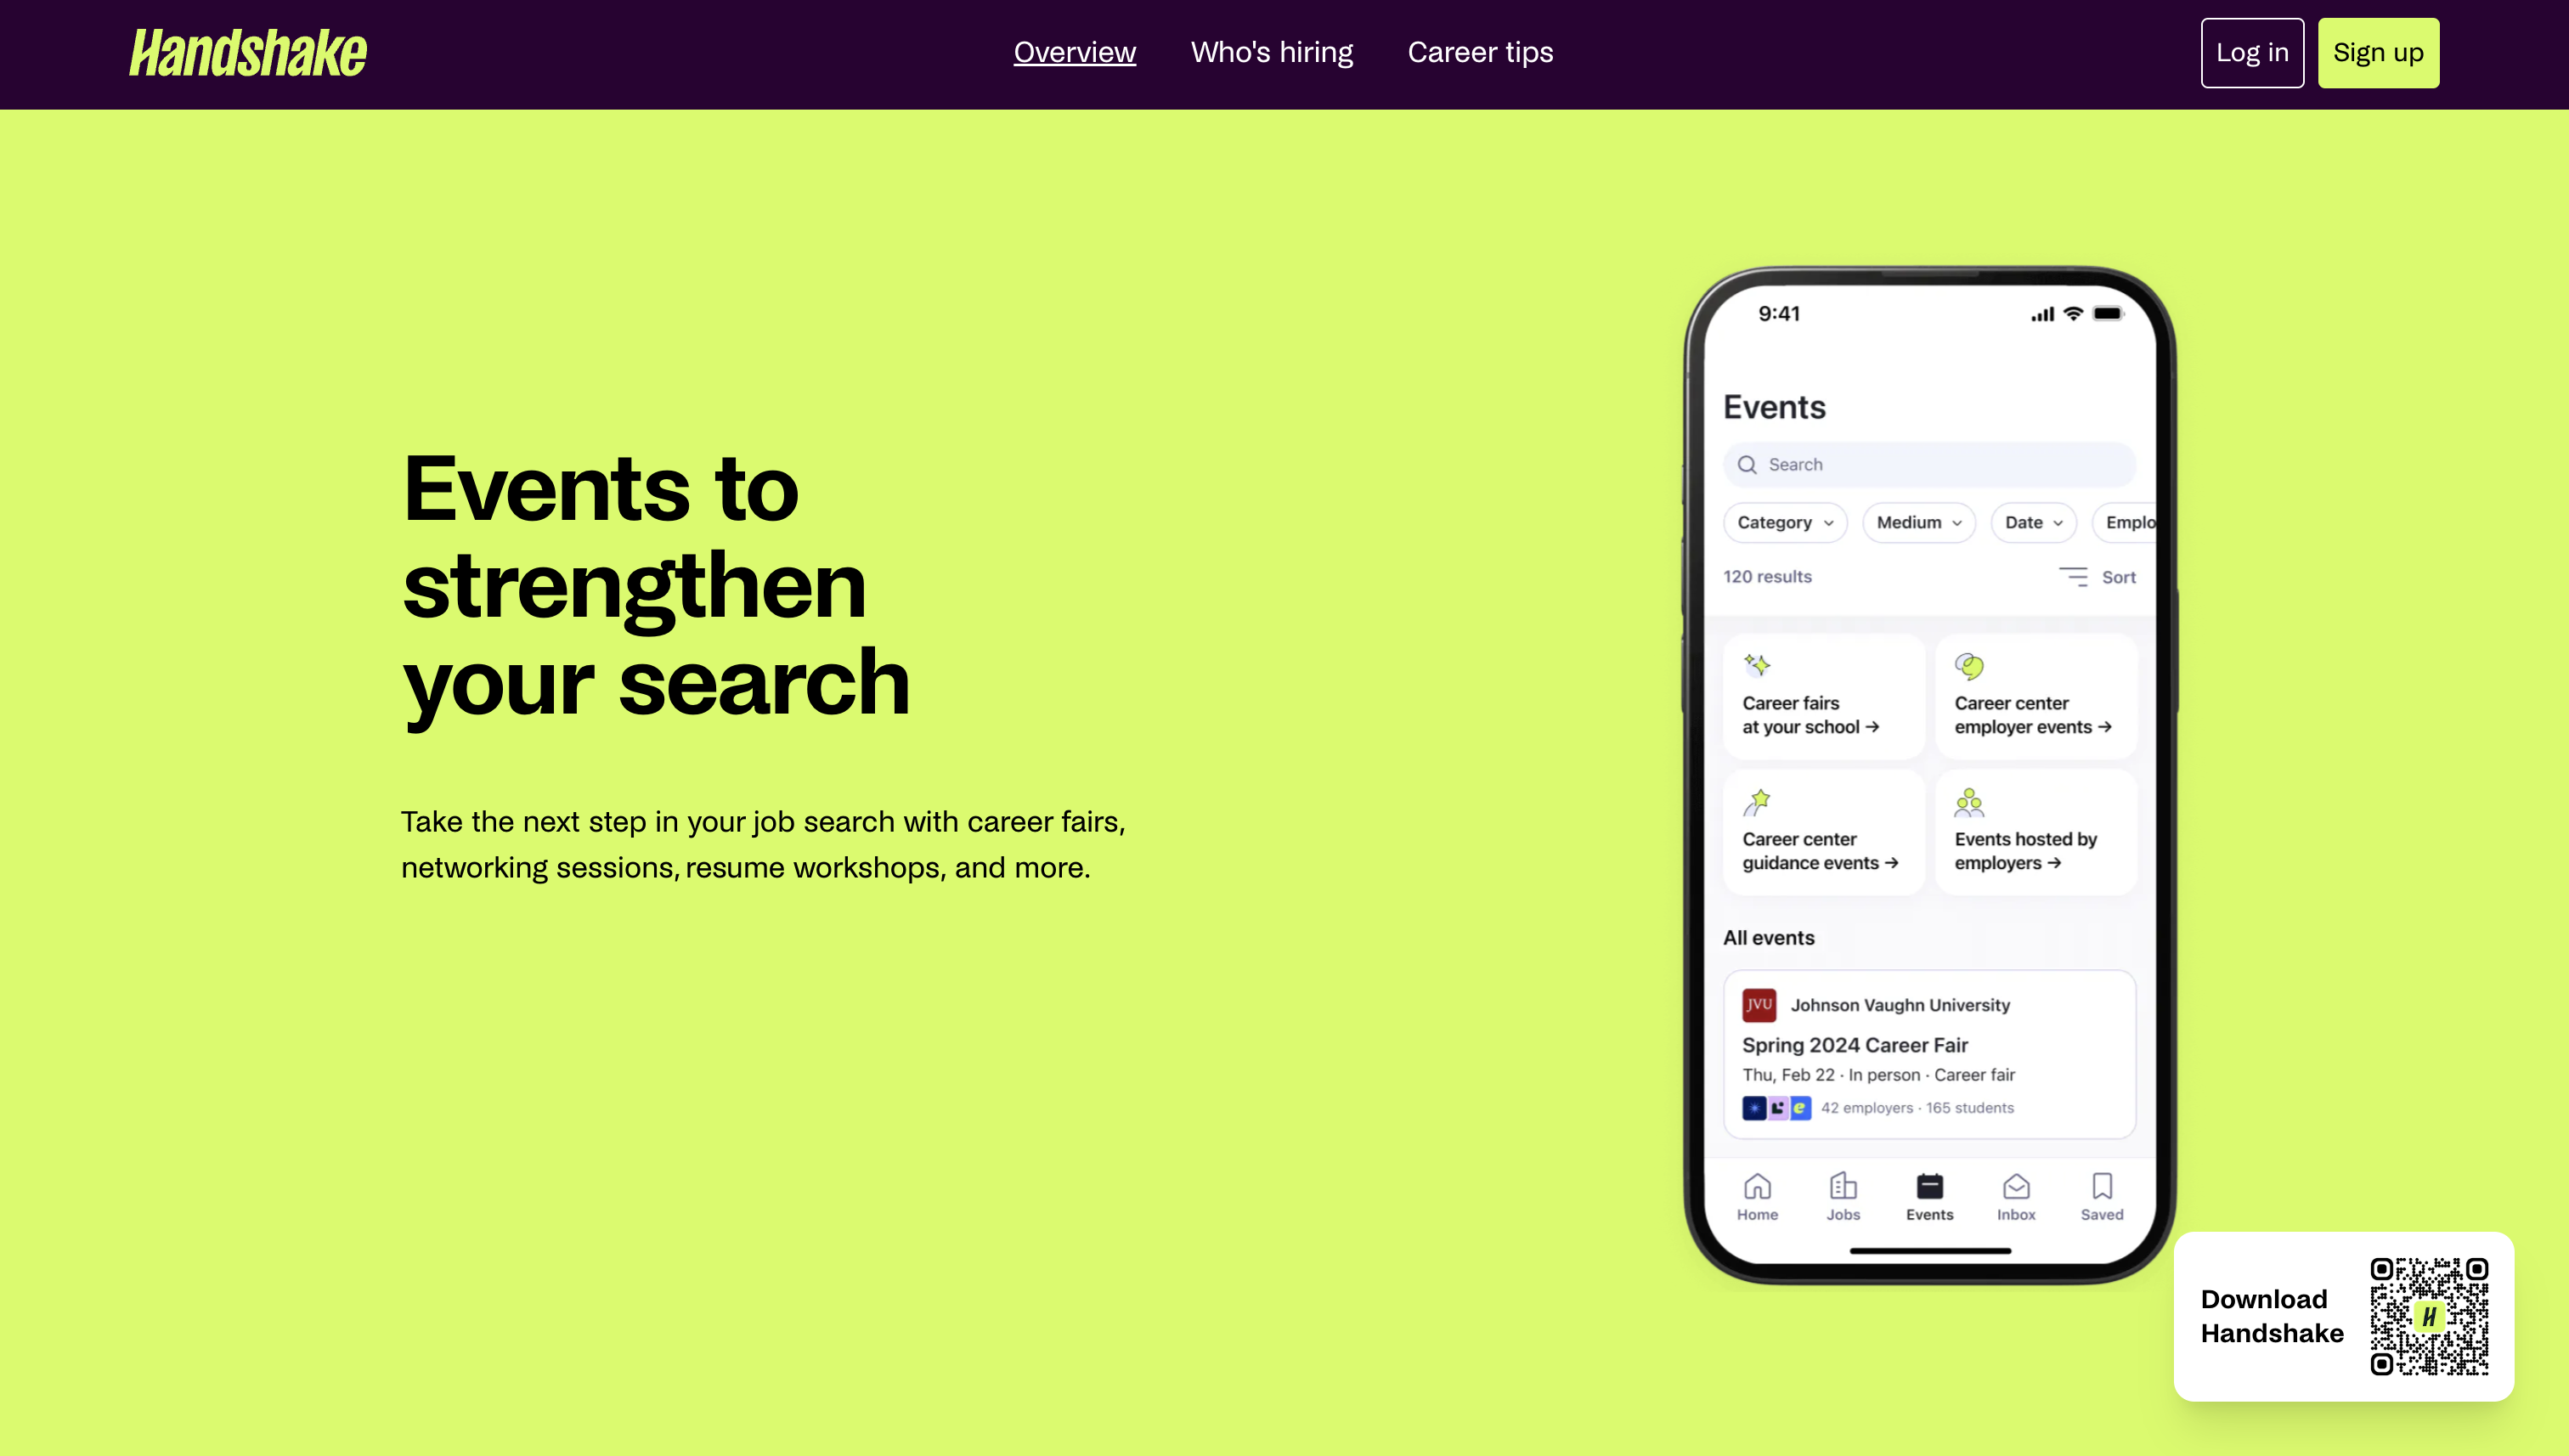 Handshake
Overview
Who's hiring
Career tips
Log in
Sign up
Events to
strengthen
your search
Take the next step in your job search with career fairs,
networking sessions, resume workshops, and more.
9:41
Events
Search
Category
Medium
Date
Emplo
120 results
Sort
Career fairs
at your school →
Career center
employer events →
Career center
guidance events →
Events hosted by
employers →
All events
JVU
Johnson Vaughn University
Spring 2024 Career Fair
Thu, Feb 22 · In person · Career fair
e
42 employers · 165 students
Home
Jobs
Events
Inbox
Saved
Download
Handshake
H